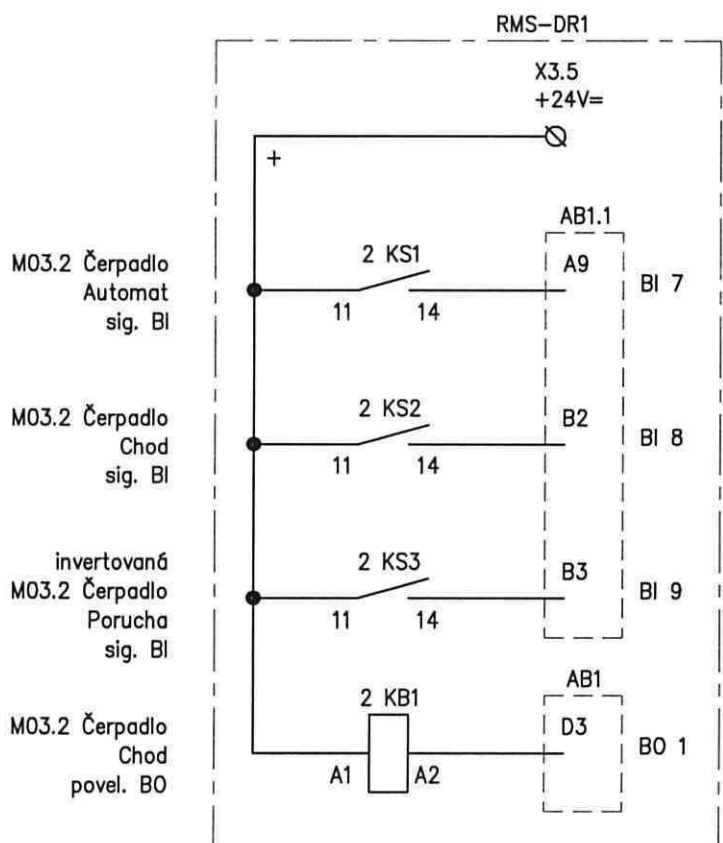 RMS-DR1
X3.5
+24V=
+
AB1.1
M03.2 Čerpadlo
Automat
sig. BI
2 KS1
11
14
A9
BI 7
M03.2 Čerpadlo
Chod
sig. BI
2 KS2
11
14
B2
BI 8
invertovaná
M03.2 Čerpadlo
Porucha
sig. BI
2 KS3
11
14
B3
BI 9
AB1
M03.2 Čerpadlo
Chod
povel. BO
2 KB1
A1
A2
D3
BO 1